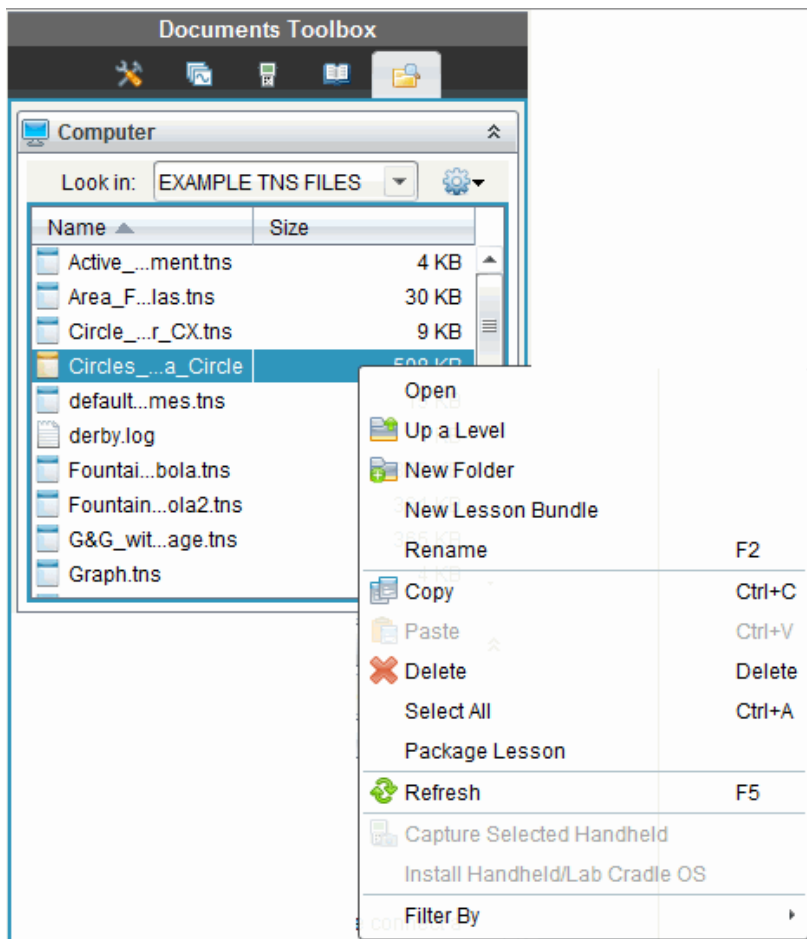 Documents Toolbox
Computer
Look in: EXAMPLE TNS FILES
Name Size
Active_...ment.tns 4 KB
Area_F...las.tns 30 KB
Circle_...r_CX.tns 9 KB
Circles_...a_Circle 508 KB
default...mes.tns
derby.log
Fountai...bola.tns
Fountain...ola2.tns
G&G_wit...age.tns
Graph.tns
Open
Up a Level
New Folder
New Lesson Bundle
Rename F2
Copy Ctrl+C
Paste Ctrl+V
Delete Delete
Select All Ctrl+A
Package Lesson
Refresh F5
Capture Selected Handheld
Install Handheld/Lab Cradle OS
Filter By